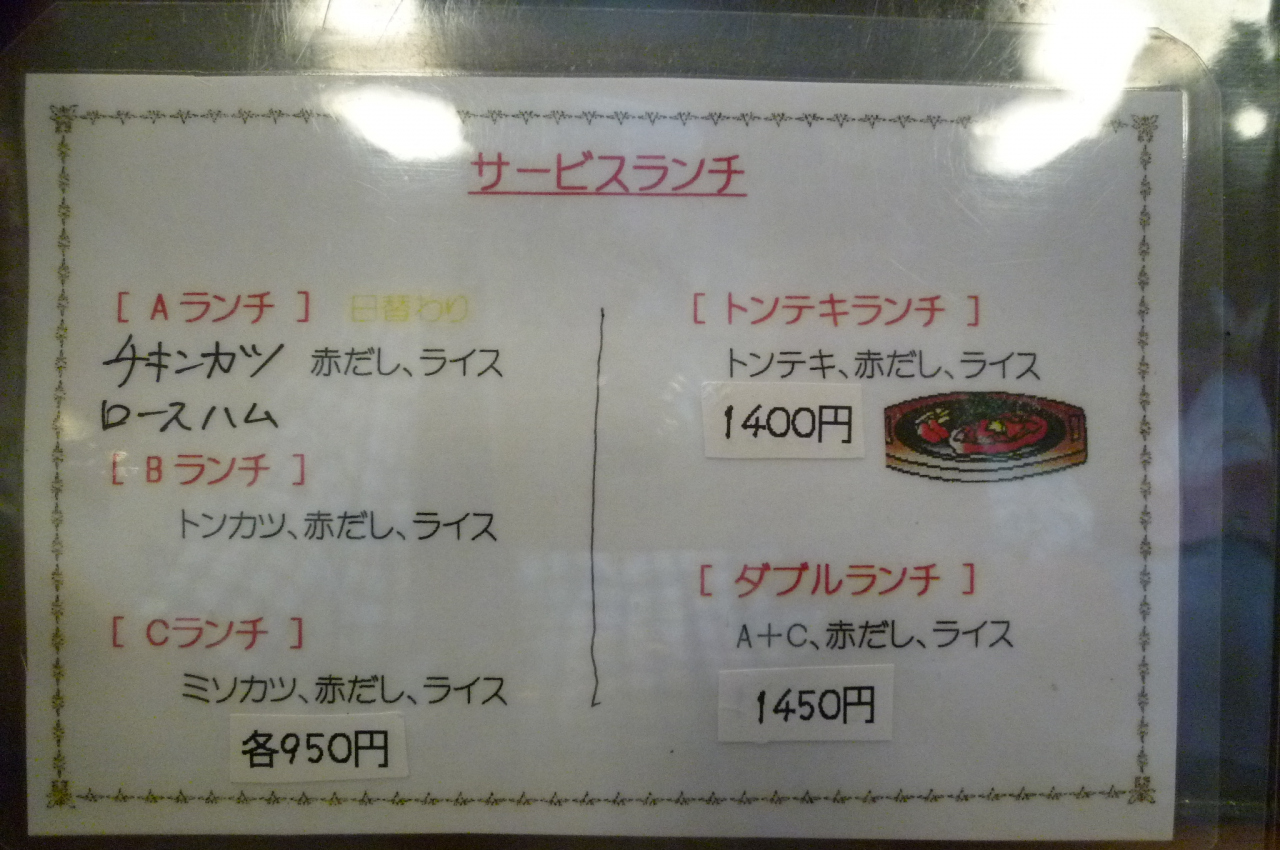 サービスランチ
[ Aランチ ] 日替わり
チキンカツ 赤だし、ライス
ロースハム
[ Bランチ ]
トンカツ、赤だし、ライス
[ Cランチ ]
ミソカツ、赤だし、ライス
各950円
[ トンテキランチ ]
トンテキ、赤だし、ライス
1400円
[ ダブルランチ ]
A+C、赤だし、ライス
1450円